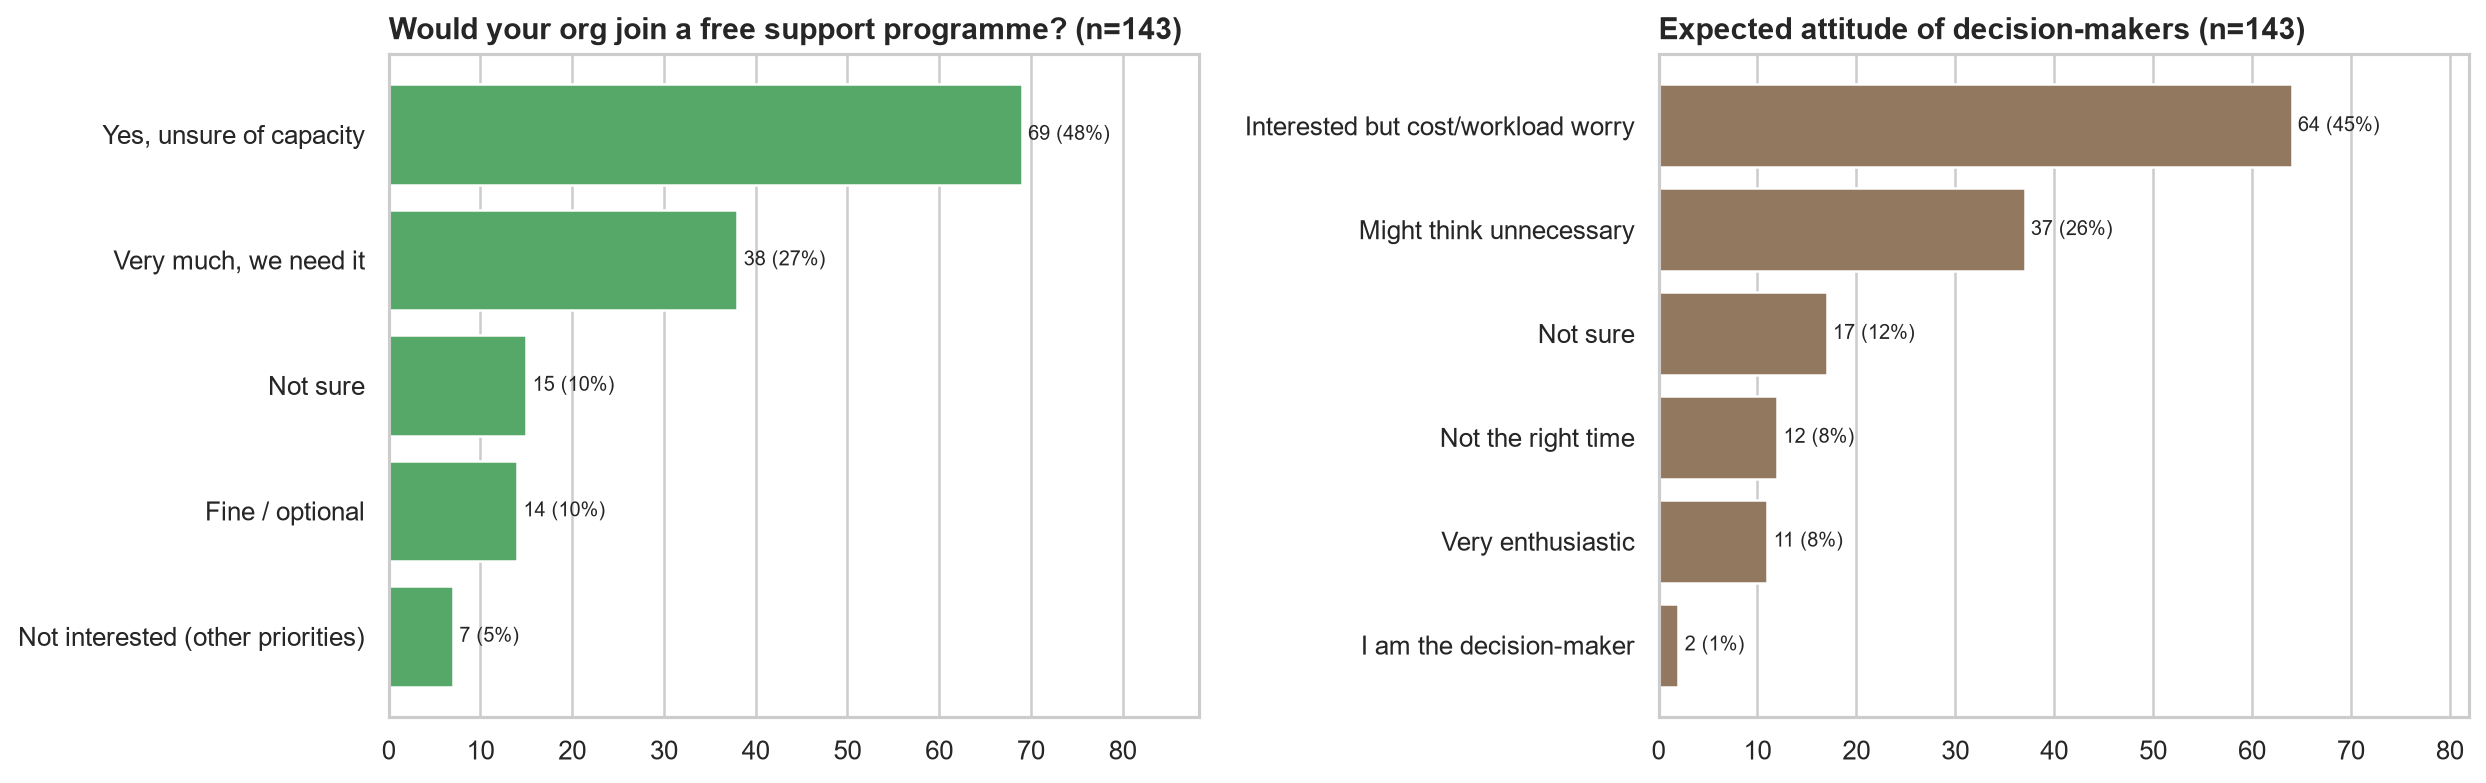 Would your org join a free support programme? (n=143)
Yes, unsure of capacity
69 (48%)
Very much, we need it
38 (27%)
Not sure
15 (10%)
Fine / optional
14 (10%)
Not interested (other priorities)
7 (5%)
0 10 20 30 40 50 60 70 80
Expected attitude of decision-makers (n=143)
Interested but cost/workload worry
64 (45%)
Might think unnecessary
37 (26%)
Not sure
17 (12%)
Not the right time
12 (8%)
Very enthusiastic
11 (8%)
I am the decision-maker
2 (1%)
0 10 20 30 40 50 60 70 80